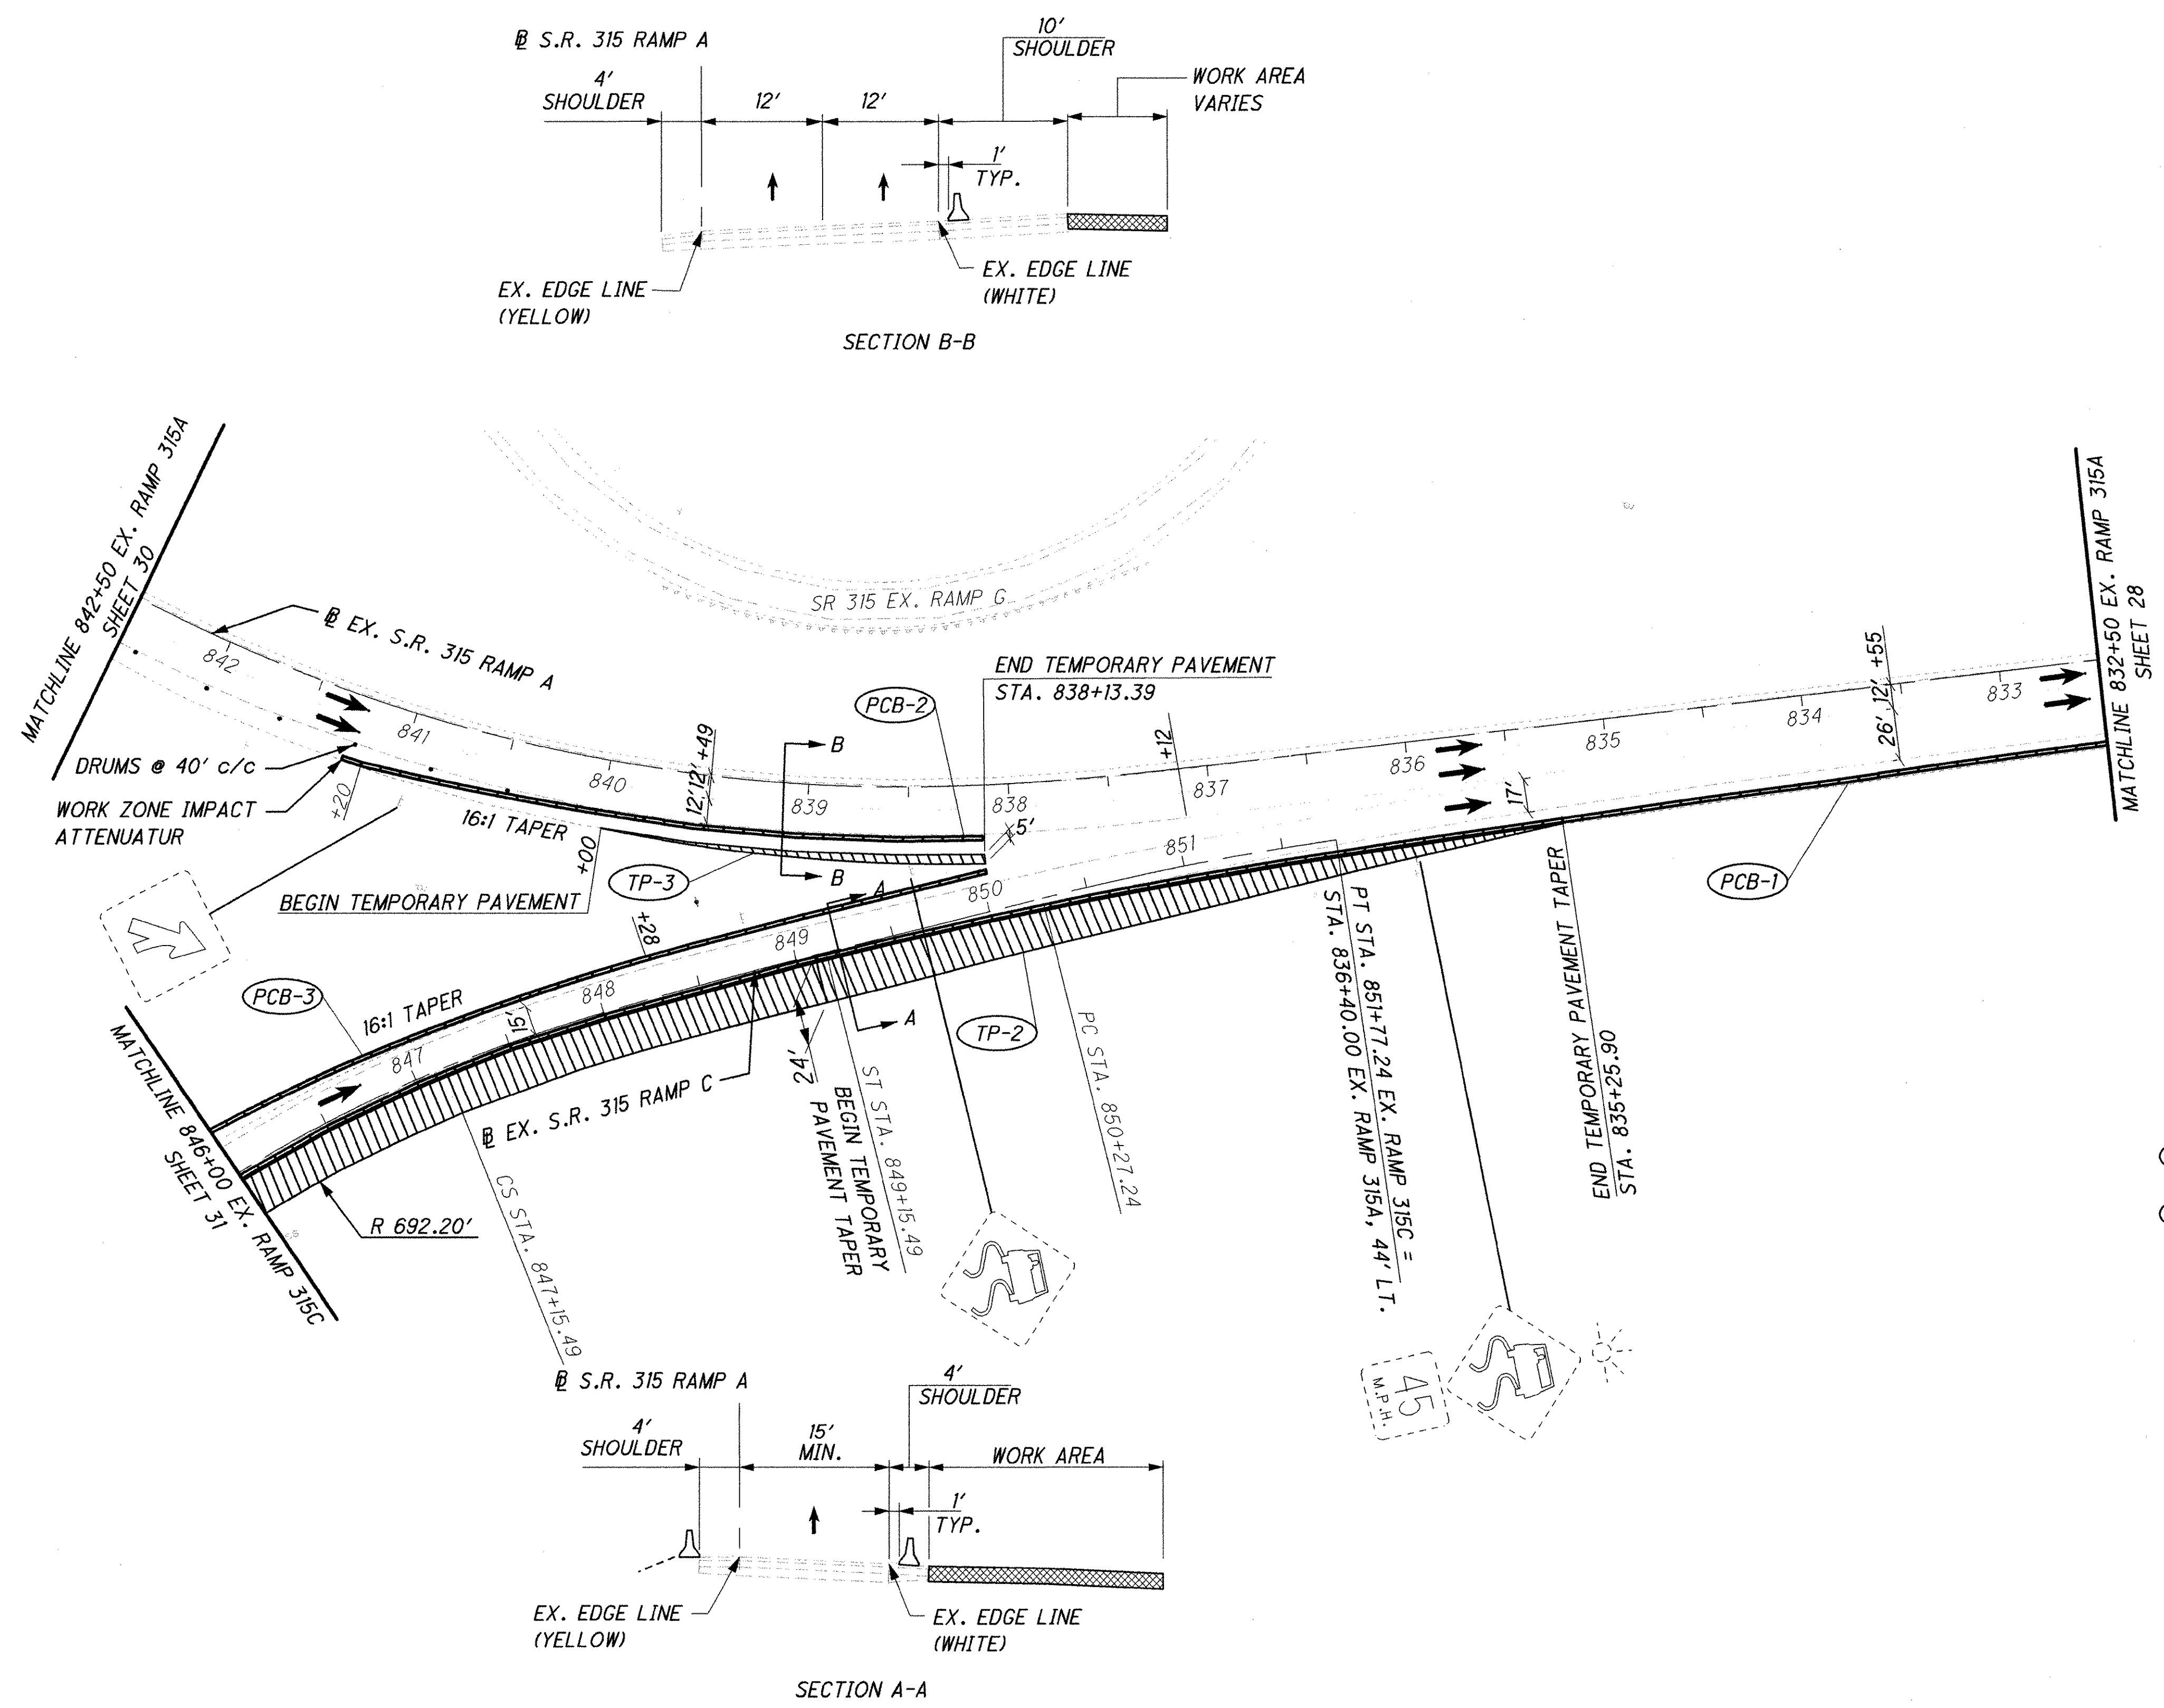 10'
℄ S.R. 315 RAMP A
SHOULDER
4'
SHOULDER
12'
12'
WORK AREA
VARIES
1'
TYP.
EX. EDGE LINE
(YELLOW)
EX. EDGE LINE
(WHITE)
SECTION B-B
MATCHLINE 842+50 EX. RAMP 315A
SHEET 30
MATCHLINE 832+50 EX. RAMP 315A
SHEET 28
SR 315 EX. RAMP G
℄ EX. S.R. 315 RAMP A
842
841
840
839
838
837
836
835
834
833
END TEMPORARY PAVEMENT
STA. 838+13.39
PCB-2
12' 12' +49
B
B
+12
26' 12' +55
17'
5'
DRUMS @ 40' c/c
WORK ZONE IMPACT
ATTENUATUR
+20
16:1 TAPER
+00
BEGIN TEMPORARY PAVEMENT
TP-3
PCB-1
851
850
849
848
847
A
A
+28
PCB-3
16:1 TAPER
15'
24'
TP-2
MATCHLINE 846+00 EX. RAMP 315C
SHEET 31
R 692.20'
℄ EX. S.R. 315 RAMP C
CS STA. 847+15.49
BEGIN TEMPORARY
PAVEMENT TAPER
ST STA. 849+15.49
PC STA. 850+27.24
PT STA. 851+77.24 EX. RAMP 315C =
STA. 836+40.00 EX. RAMP 315A, 44' LT.
END TEMPORARY PAVEMENT TAPER
STA. 835+25.90
45
M.P.H.
℄ S.R. 315 RAMP A
4'
SHOULDER
4'
SHOULDER
15'
MIN.
WORK AREA
1'
TYP.
EX. EDGE LINE
(YELLOW)
EX. EDGE LINE
(WHITE)
SECTION A-A